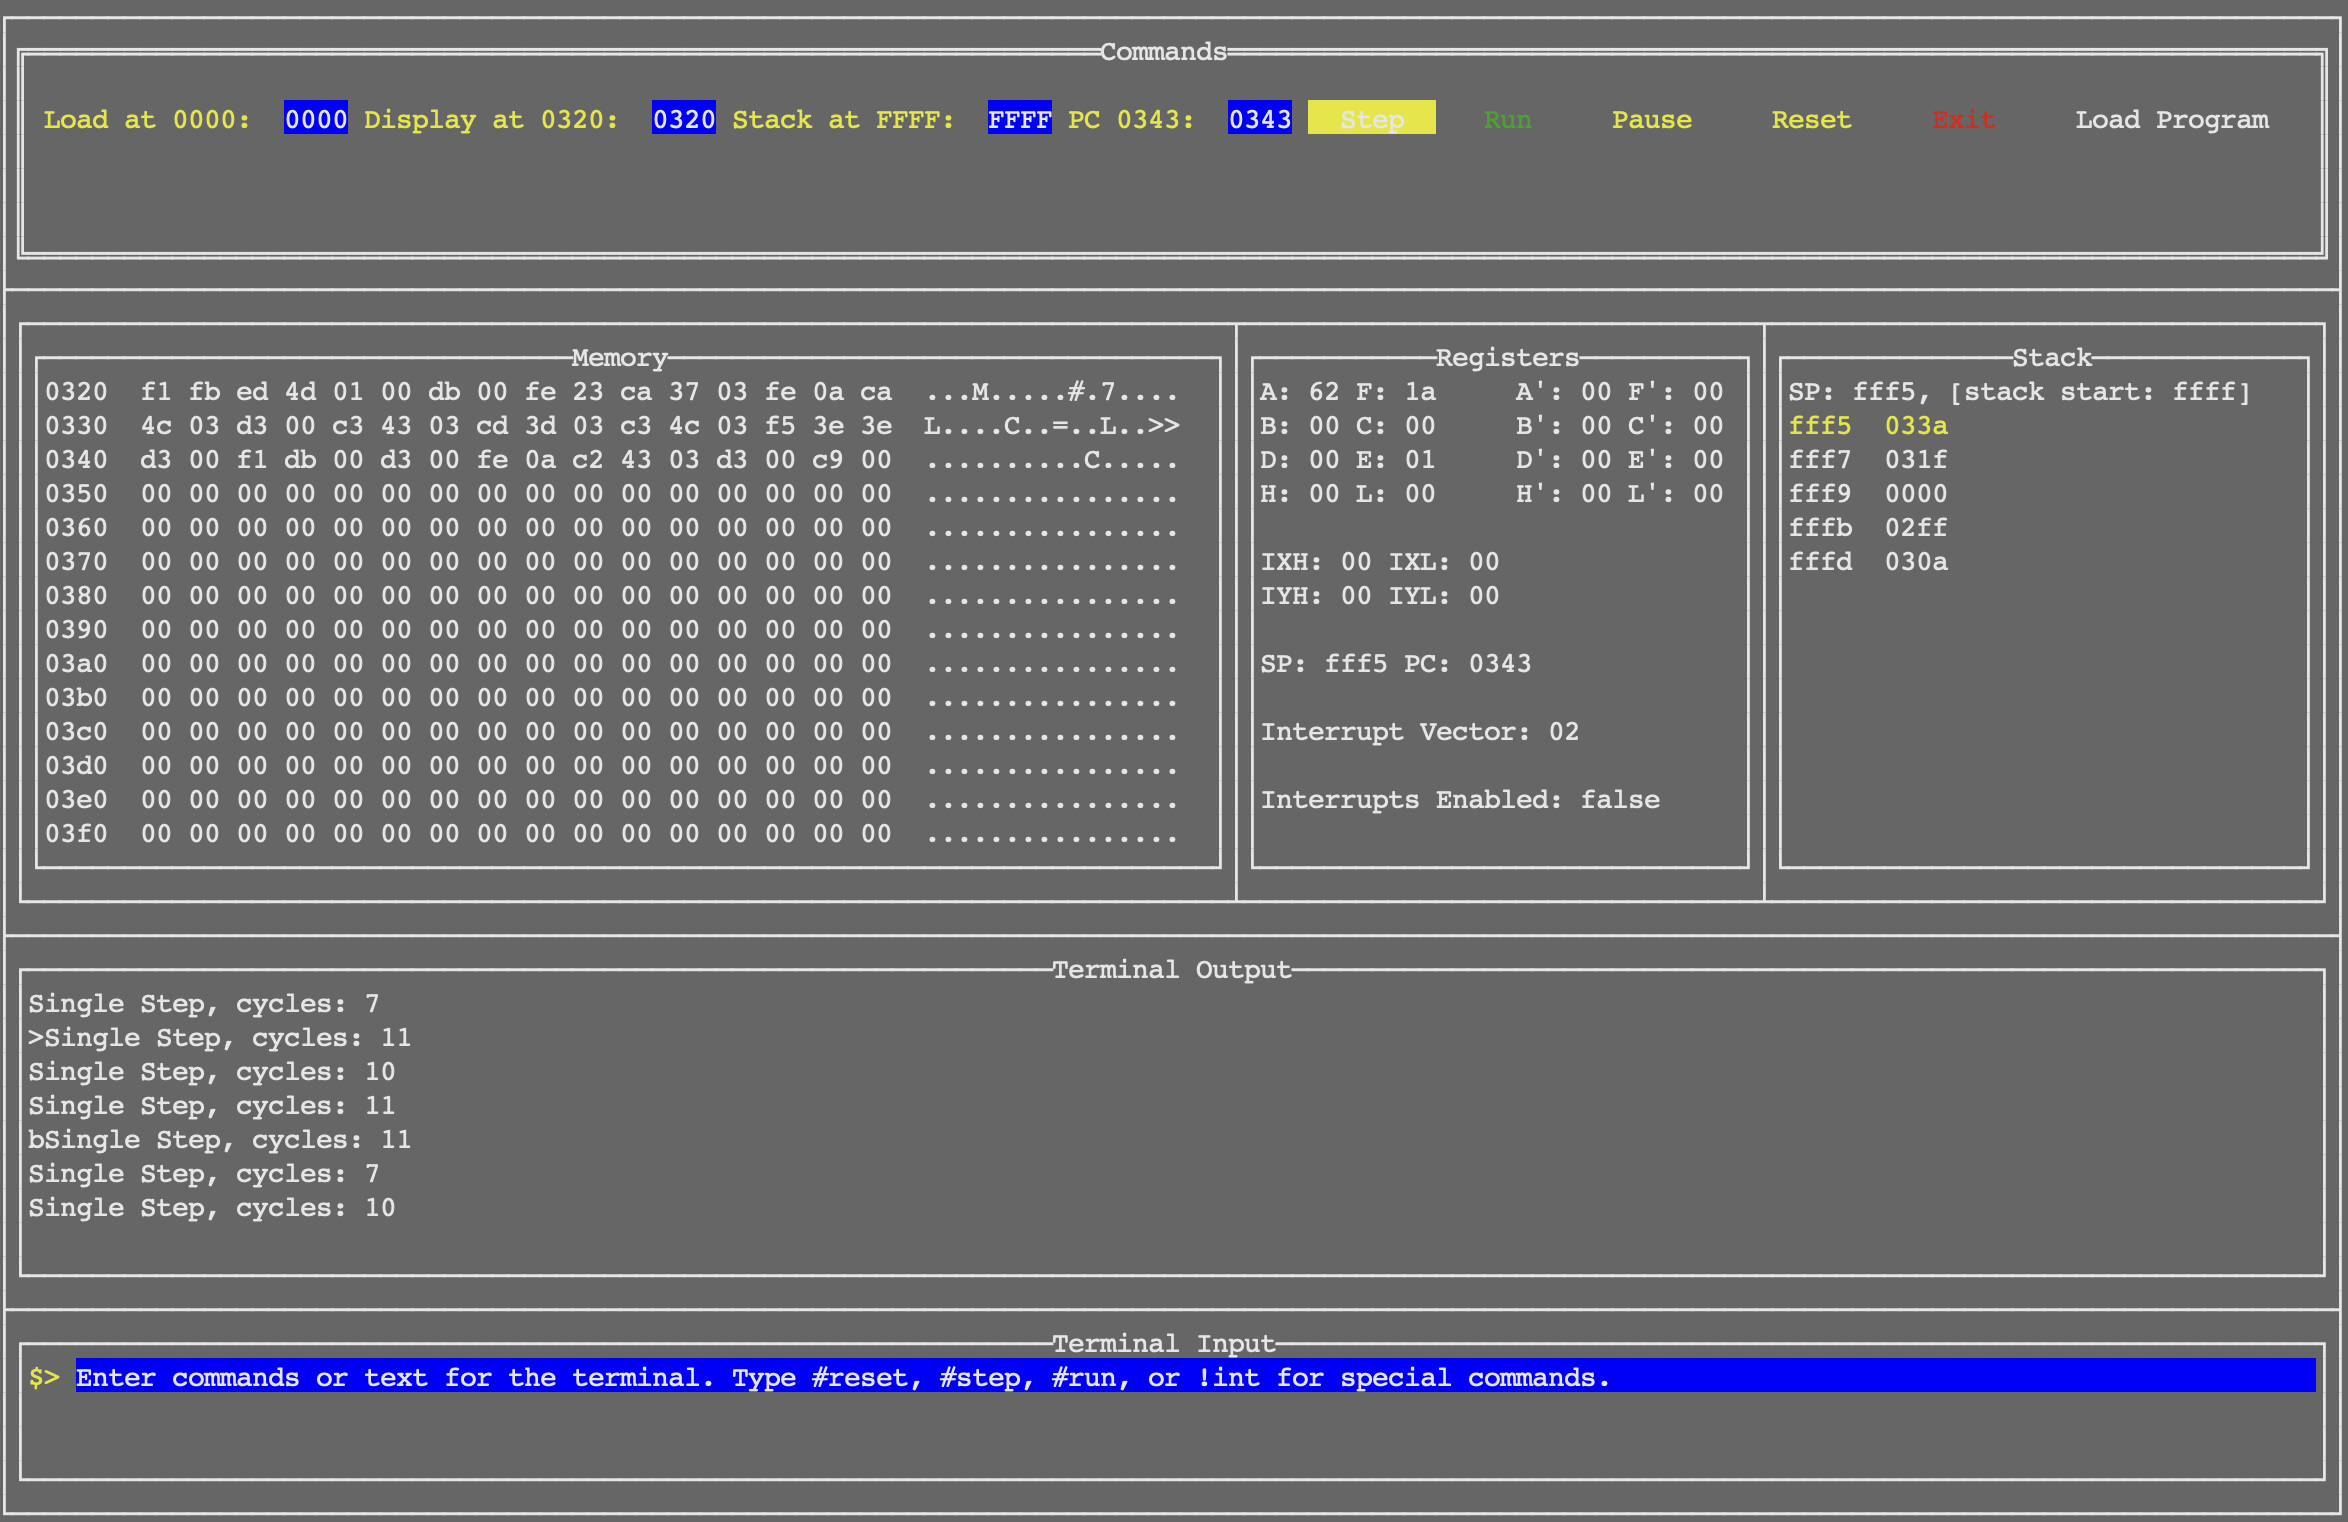 Commands
Load at 0000: 0000 Display at 0320: 0320 Stack at FFFF: FFFF PC 0343: 0343 Step Run Pause Reset Exit Load Program
Memory
0320 f1 fb ed 4d 01 00 db 00 fe 23 ca 37 03 fe 0a ca ...M.....#.7....
0330 4c 03 d3 00 c3 43 03 cd 3d 03 c3 4c 03 f5 3e 3e L....C..=..L..>>
0340 d3 00 f1 db 00 d3 00 fe 0a c2 43 03 d3 00 c9 00 ..........C.....
0350 00 00 00 00 00 00 00 00 00 00 00 00 00 00 00 00 ................
0360 00 00 00 00 00 00 00 00 00 00 00 00 00 00 00 00 ................
0370 00 00 00 00 00 00 00 00 00 00 00 00 00 00 00 00 ................
0380 00 00 00 00 00 00 00 00 00 00 00 00 00 00 00 00 ................
0390 00 00 00 00 00 00 00 00 00 00 00 00 00 00 00 00 ................
03a0 00 00 00 00 00 00 00 00 00 00 00 00 00 00 00 00 ................
03b0 00 00 00 00 00 00 00 00 00 00 00 00 00 00 00 00 ................
03c0 00 00 00 00 00 00 00 00 00 00 00 00 00 00 00 00 ................
03d0 00 00 00 00 00 00 00 00 00 00 00 00 00 00 00 00 ................
03e0 00 00 00 00 00 00 00 00 00 00 00 00 00 00 00 00 ................
03f0 00 00 00 00 00 00 00 00 00 00 00 00 00 00 00 00 ................
Registers
A: 62 F: 1a A': 00 F': 00
B: 00 C: 00 B': 00 C': 00
D: 00 E: 01 D': 00 E': 00
H: 00 L: 00 H': 00 L': 00
IXH: 00 IXL: 00
IYH: 00 IYL: 00
SP: fff5 PC: 0343
Interrupt Vector: 02
Interrupts Enabled: false
Stack
SP: fff5, [stack start: ffff]
fff5 033a
fff7 031f
fff9 0000
fffb 02ff
fffd 030a
Terminal Output
Single Step, cycles: 7
>Single Step, cycles: 11
Single Step, cycles: 10
Single Step, cycles: 11
bSingle Step, cycles: 11
Single Step, cycles: 7
Single Step, cycles: 10
Terminal Input
$> Enter commands or text for the terminal. Type #reset, #step, #run, or !int for special commands.